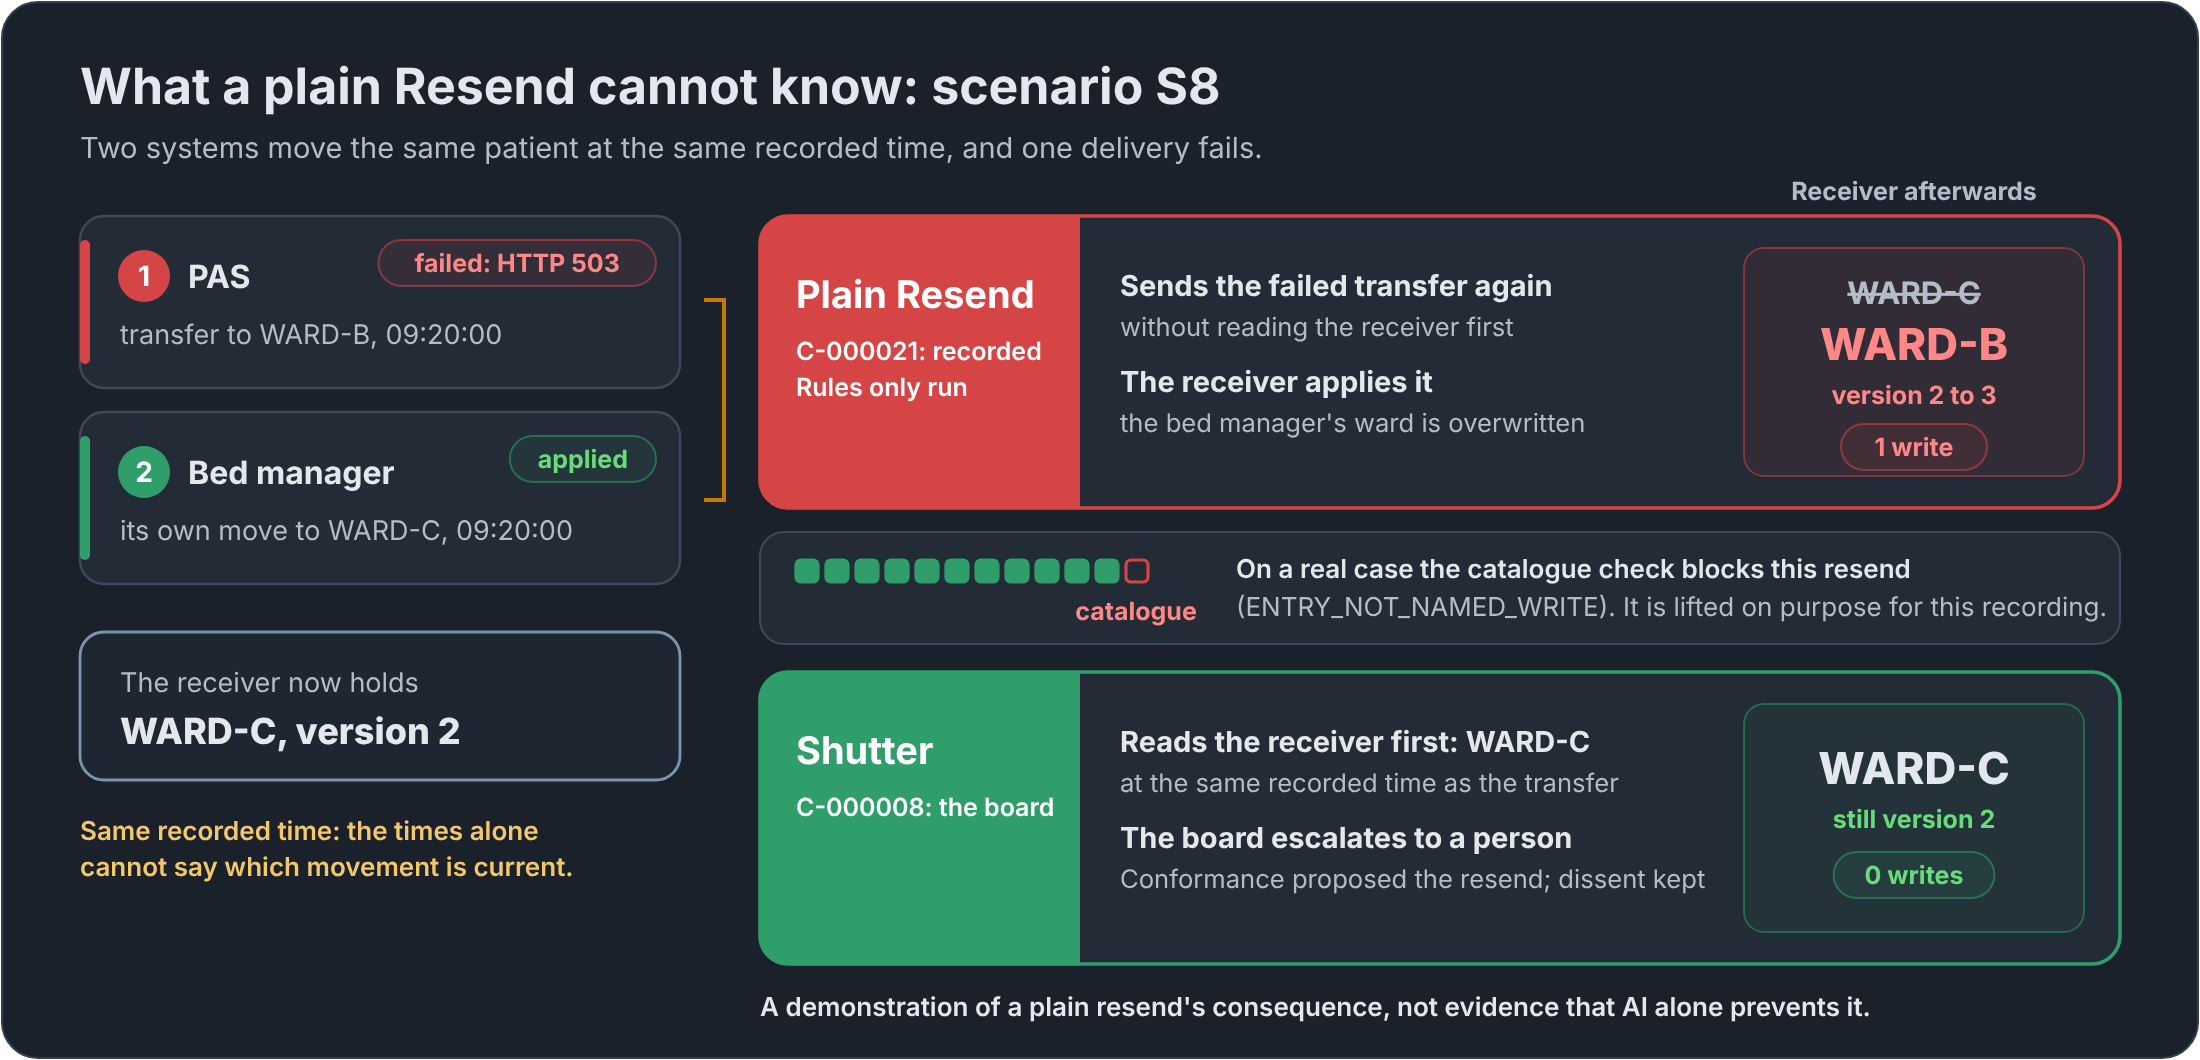 What a plain Resend cannot know: scenario S8
Two systems move the same patient at the same recorded time, and one delivery fails.
1 PAS
failed: HTTP 503
transfer to WARD-B, 09:20:00
2 Bed manager
applied
its own move to WARD-C, 09:20:00
The receiver now holds
WARD-C, version 2
Same recorded time: the times alone
cannot say which movement is current.
Receiver afterwards
Plain Resend
C-000021: recorded
Rules only run
Sends the failed transfer again
without reading the receiver first
The receiver applies it
the bed manager's ward is overwritten
WARD-C
WARD-B
version 2 to 3
1 write
catalogue
On a real case the catalogue check blocks this resend
(ENTRY_NOT_NAMED_WRITE). It is lifted on purpose for this recording.
Shutter
C-000008: the board
Reads the receiver first: WARD-C
at the same recorded time as the transfer
The board escalates to a person
Conformance proposed the resend; dissent kept
WARD-C
still version 2
0 writes
A demonstration of a plain resend's consequence, not evidence that AI alone prevents it.